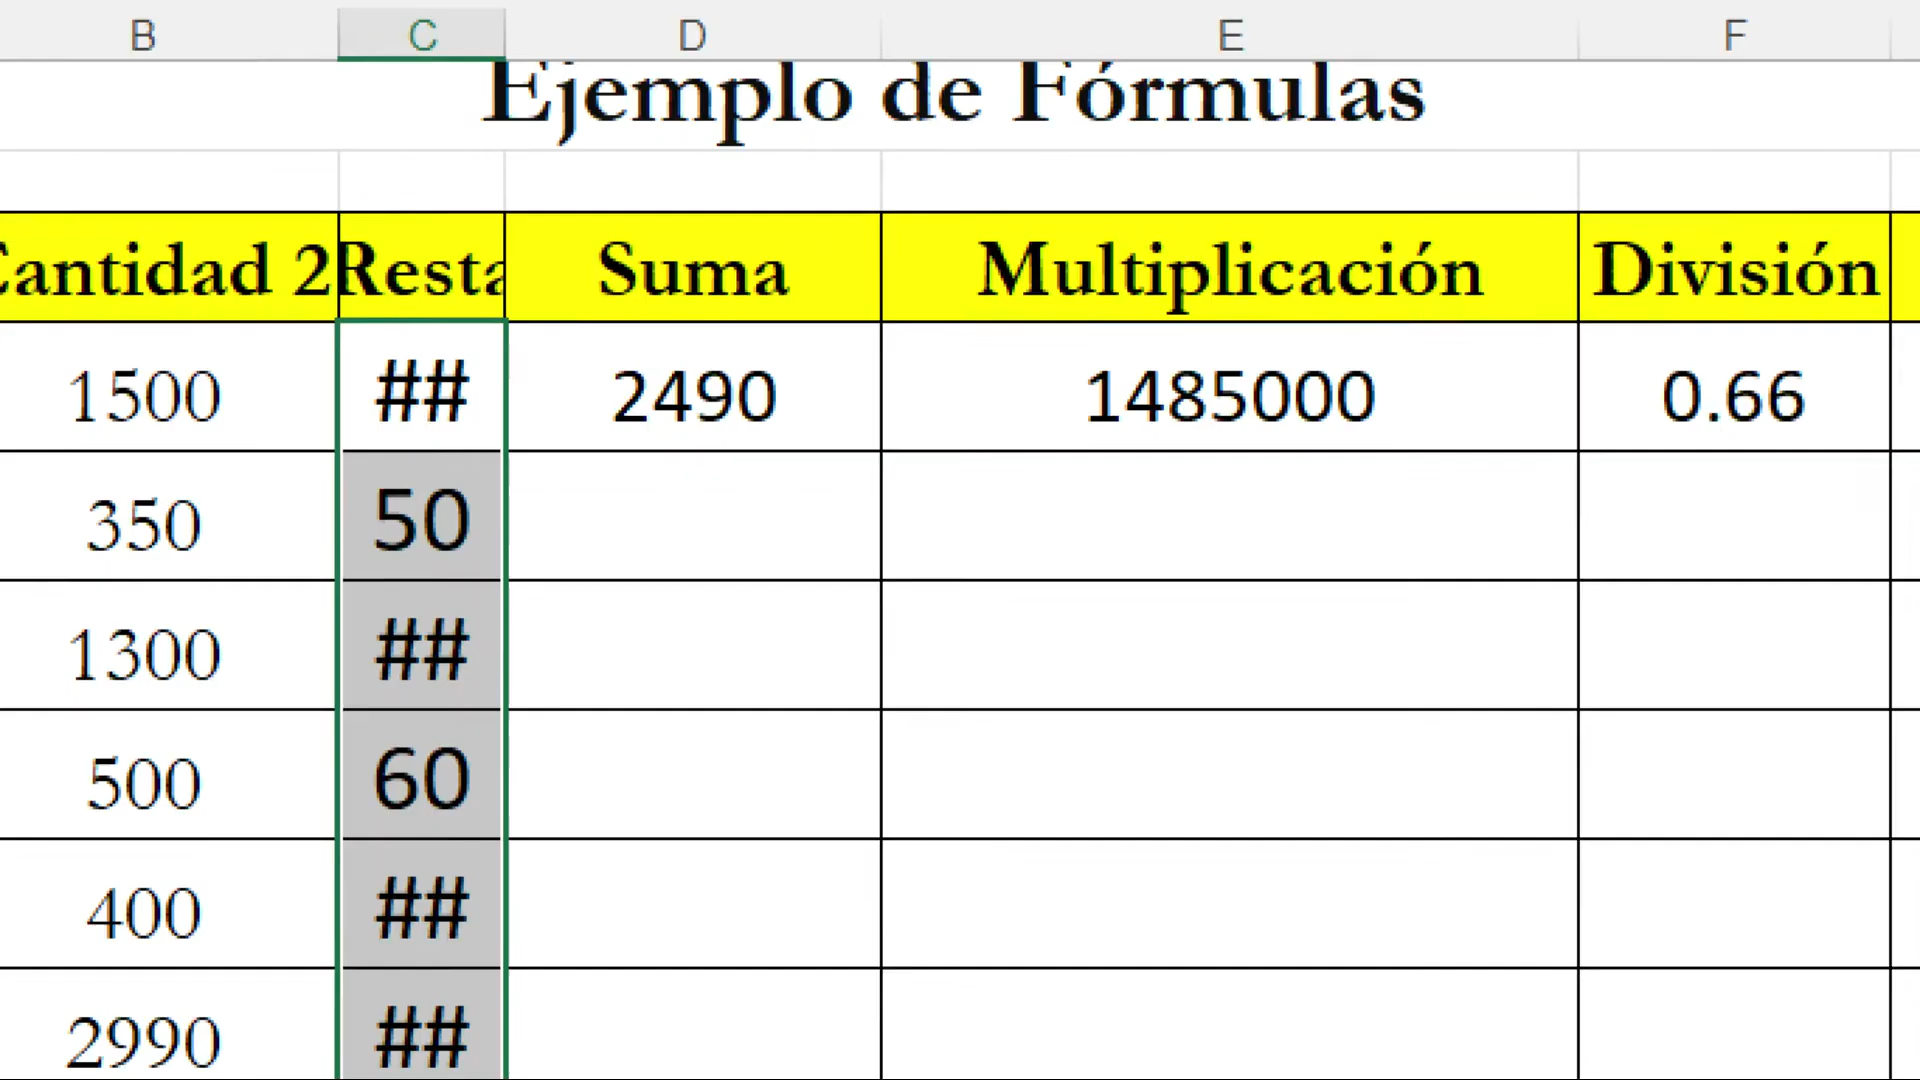 B C D E F
Ejemplo de Fórmulas
Cantidad 2 Resta Suma Multiplicación División
1500 ## 2490 1485000 0.66
350 50
1300 ##
500 60
400 ##
2990 ##